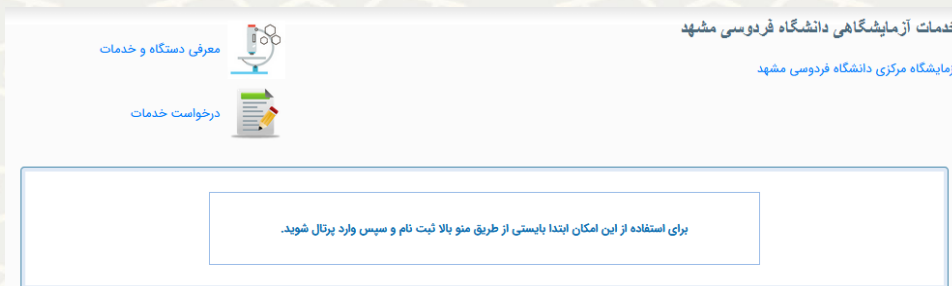 خدمات آزمایشگاهی دانشگاه فردوسی مشهد
آزمایشگاه مرکزی دانشگاه فردوسی مشهد
معرفی دستگاه و خدمات
درخواست خدمات
برای استفاده از این امکان ابتدا بایستی از طریق منو بالا ثبت نام و سپس وارد پرتال شوید.